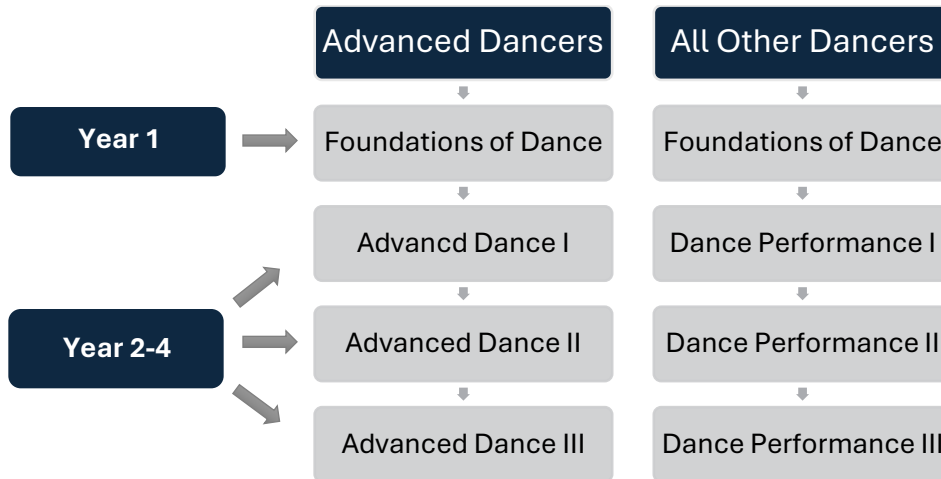 Advanced Dancers
All Other Dancers
Year 1
Foundations of Dance
Foundations of Dance
Advancd Dance I
Dance Performance I
Year 2-4
Advanced Dance II
Dance Performance II
Advanced Dance III
Dance Performance III